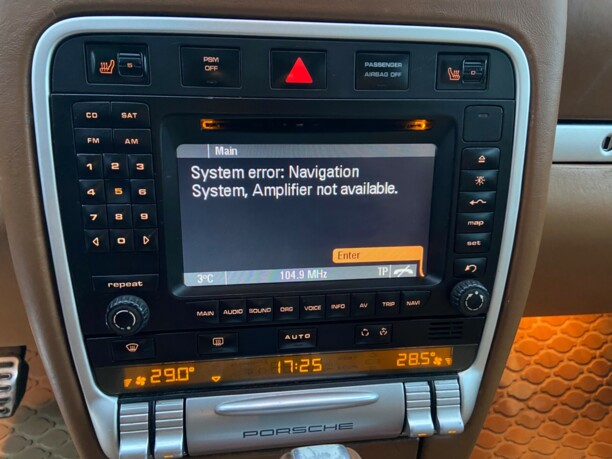 PSM
OFF
PASSENGER
AIRBAG OFF
CD SAT
FM AM
1 2 3
4 5 6
7 8 9
0
repeat
Main
System error: Navigation
System, Amplifier not available.
Enter
3°C 104.9 MHz TP
map
set
MAIN AUDIO SOUND ORG VOICE INFO AV TRIP NAVI
AUTO
29.0° 17:25 28.5°
PORSCHE